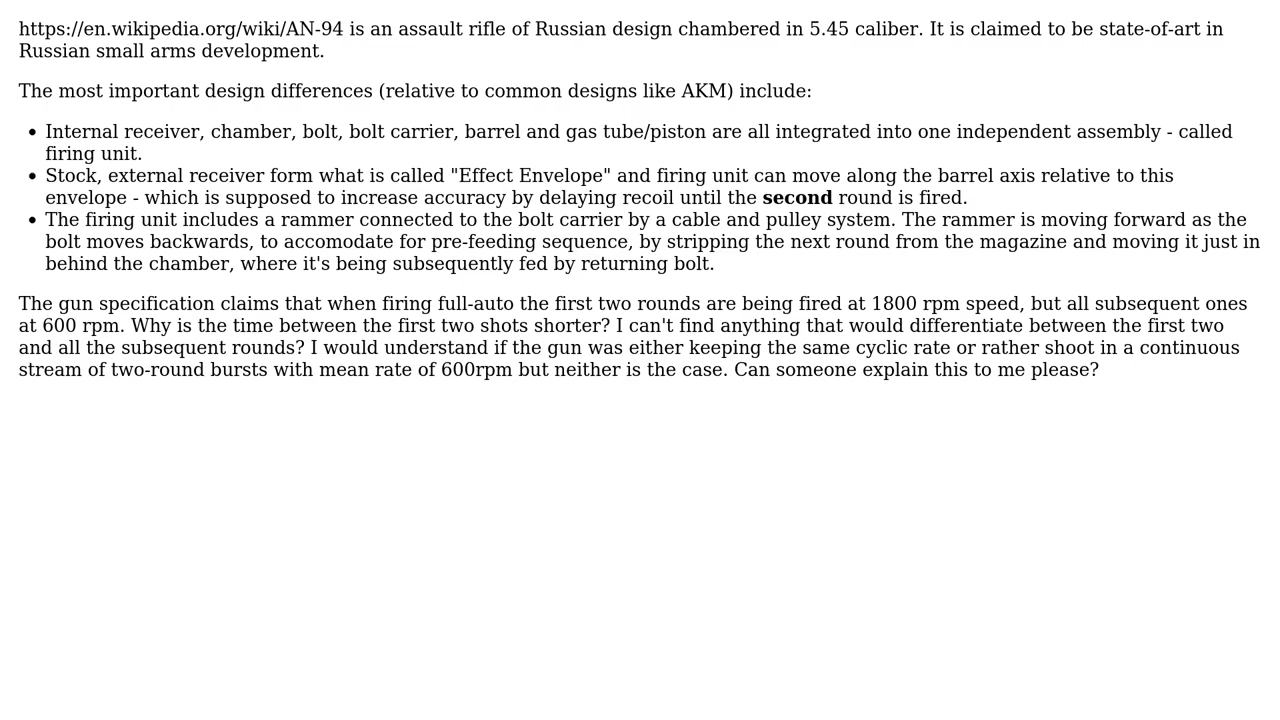 https://en.wikipedia.org/wiki/AN-94 is an assault rifle of Russian design chambered in 5.45 caliber. It is claimed to be state-of-art in
Russian small arms development.
The most important design differences (relative to common designs like AKM) include:
• Internal receiver, chamber, bolt, bolt carrier, barrel and gas tube/piston are all integrated into one independent assembly - called
firing unit.
• Stock, external receiver form what is called "Effect Envelope" and firing unit can move along the barrel axis relative to this
envelope - which is supposed to increase accuracy by delaying recoil until the second round is fired.
• The firing unit includes a rammer connected to the bolt carrier by a cable and pulley system. The rammer is moving forward as the
bolt moves backwards, to accomodate for pre-feeding sequence, by stripping the next round from the magazine and moving it just in
behind the chamber, where it's being subsequently fed by returning bolt.
The gun specification claims that when firing full-auto the first two rounds are being fired at 1800 rpm speed, but all subsequent ones
at 600 rpm. Why is the time between the first two shots shorter? I can't find anything that would differentiate between the first two
and all the subsequent rounds? I would understand if the gun was either keeping the same cyclic rate or rather shoot in a continuous
stream of two-round bursts with mean rate of 600rpm but neither is the case. Can someone explain this to me please?